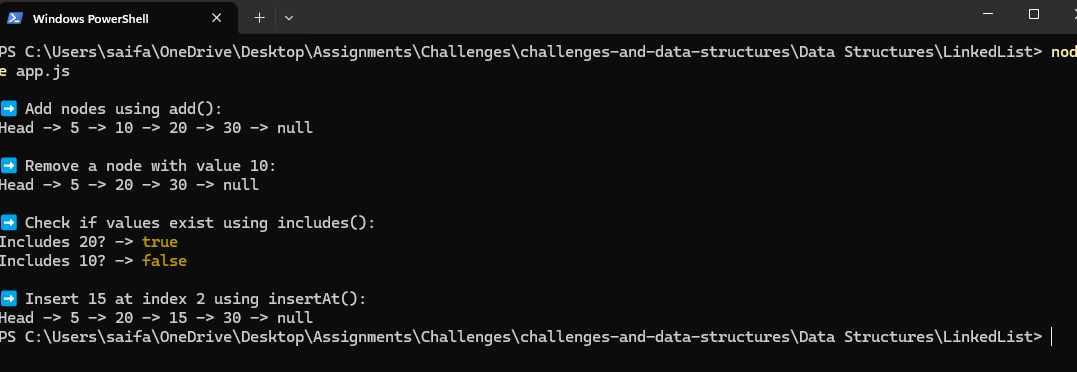 Windows PowerShell
PS C:\Users\saifa\OneDrive\Desktop\Assignments\Challenges\challenges-and-data-structures\Data Structures\LinkedList> nod
e app.js
➡ Add nodes using add():
Head -> 5 -> 10 -> 20 -> 30 -> null
➡ Remove a node with value 10:
Head -> 5 -> 20 -> 30 -> null
➡ Check if values exist using includes():
Includes 20? -> true
Includes 10? -> false
➡ Insert 15 at index 2 using insertAt():
Head -> 5 -> 20 -> 15 -> 30 -> null
PS C:\Users\saifa\OneDrive\Desktop\Assignments\Challenges\challenges-and-data-structures\Data Structures\LinkedList>